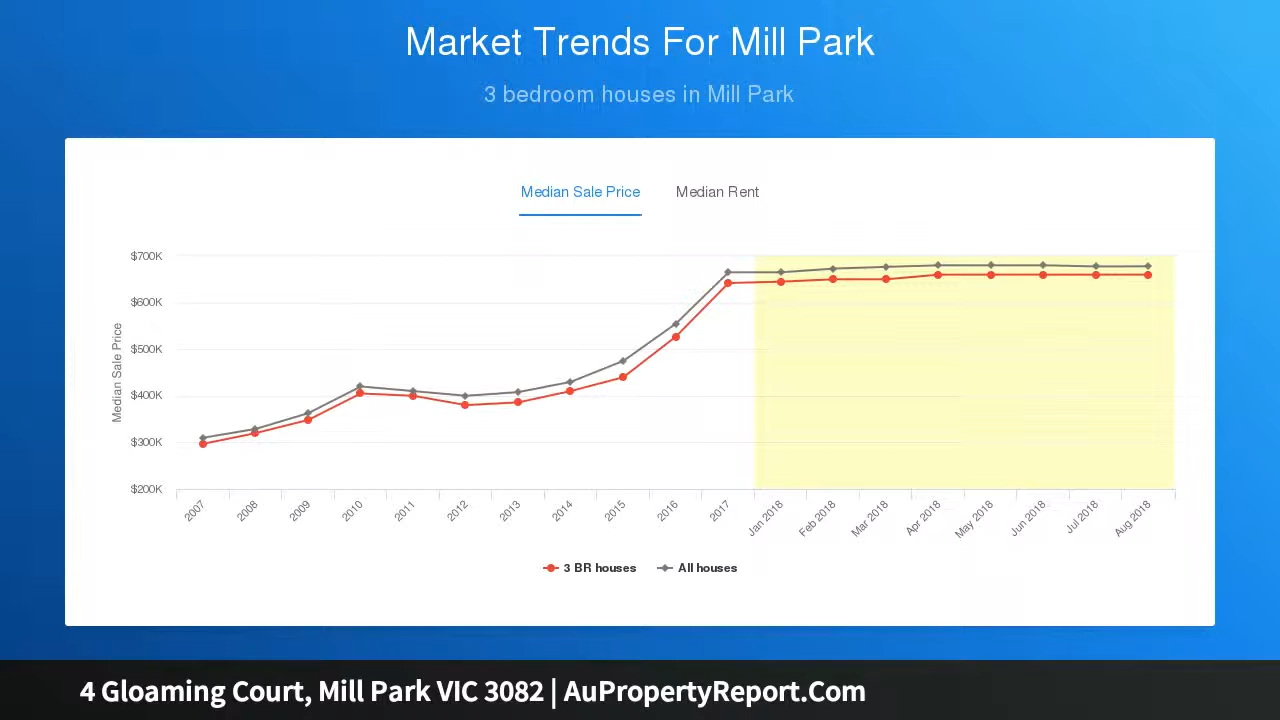 Market Trends For Mill Park
3 bedroom houses in Mill Park
Median Sale Price Median Rent
$700K
$600K
$500K
$400K
$300K
$200K
Median Sale Price
2007 2008 2009 2010 2011 2012 2013 2014 2015 2016 2017 Jan 2018 Feb 2018 Mar 2018 Apr 2018 May 2018 Jun 2018 Jul 2018 Aug 2018
3 BR houses All houses
4 Gloaming Court, Mill Park VIC 3082 | AuPropertyReport.Com